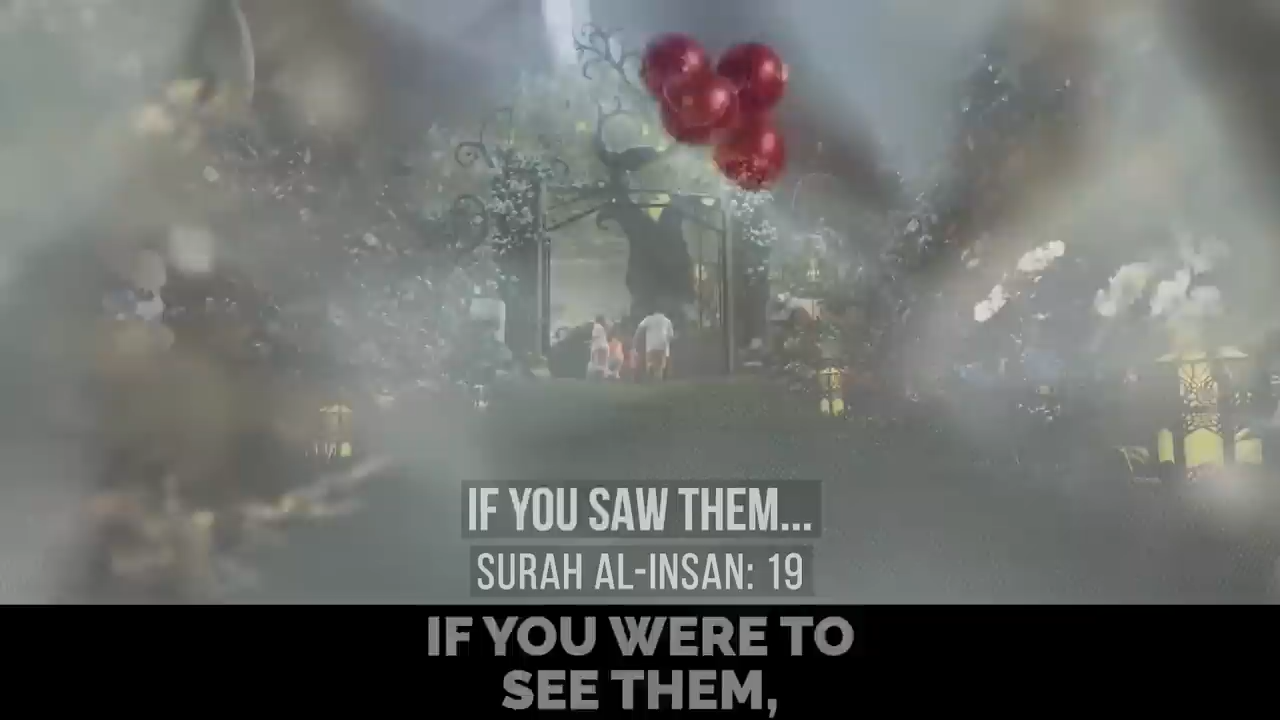 IF YOU SAW THEM...
SURAH AL-INSAN: 19
IF YOU WERE TO
SEE THEM,